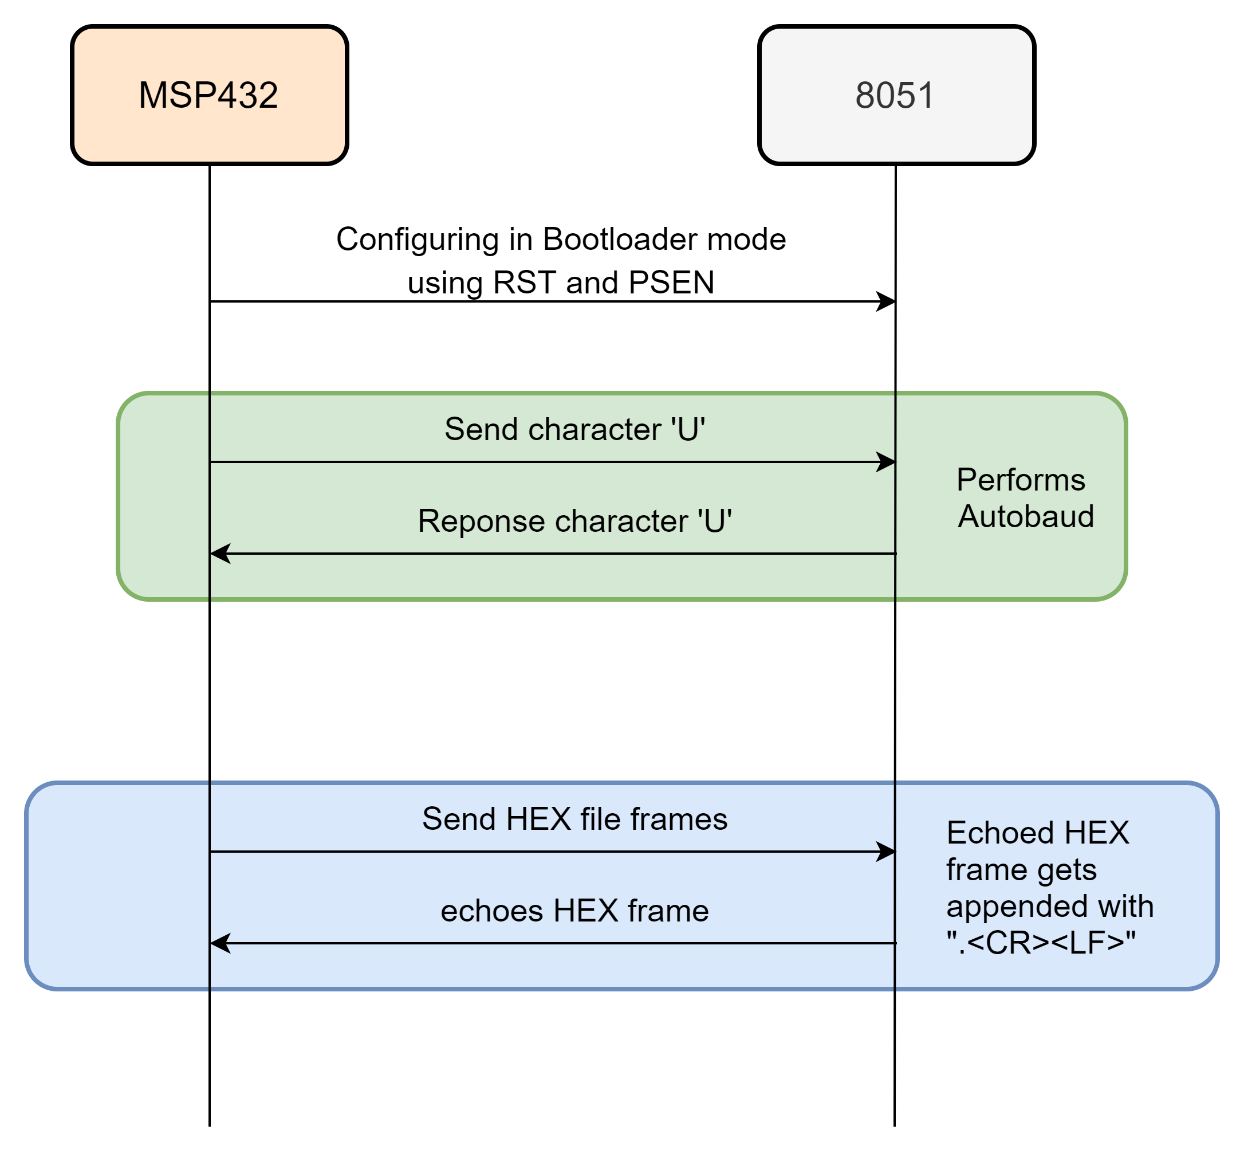 MSP432
8051
Configuring in Bootloader mode
using RST and PSEN
Send character 'U'
Reponse character 'U'
Performs
Autobaud
Send HEX file frames
echoes HEX frame
Echoed HEX
frame gets
appended with
".<CR><LF>"